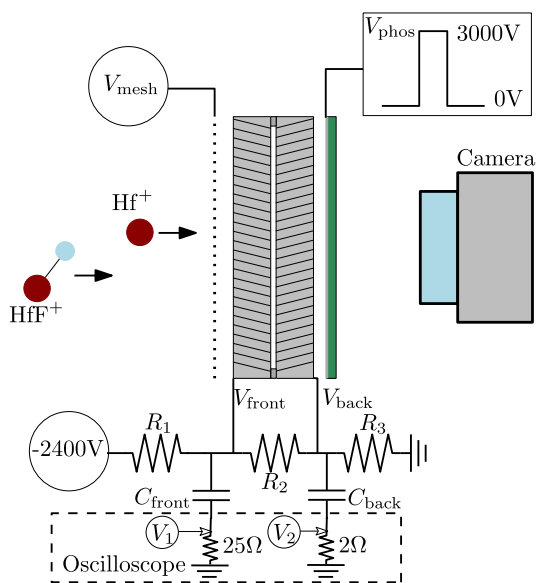 V_phos
3000V
0V
V_mesh
Camera
Hf⁺
HfF⁺
V_front
V_back
-2400V
R_1
R_2
R_3
C_front
C_back
V_1
25Ω
V_2
2Ω
Oscilloscope